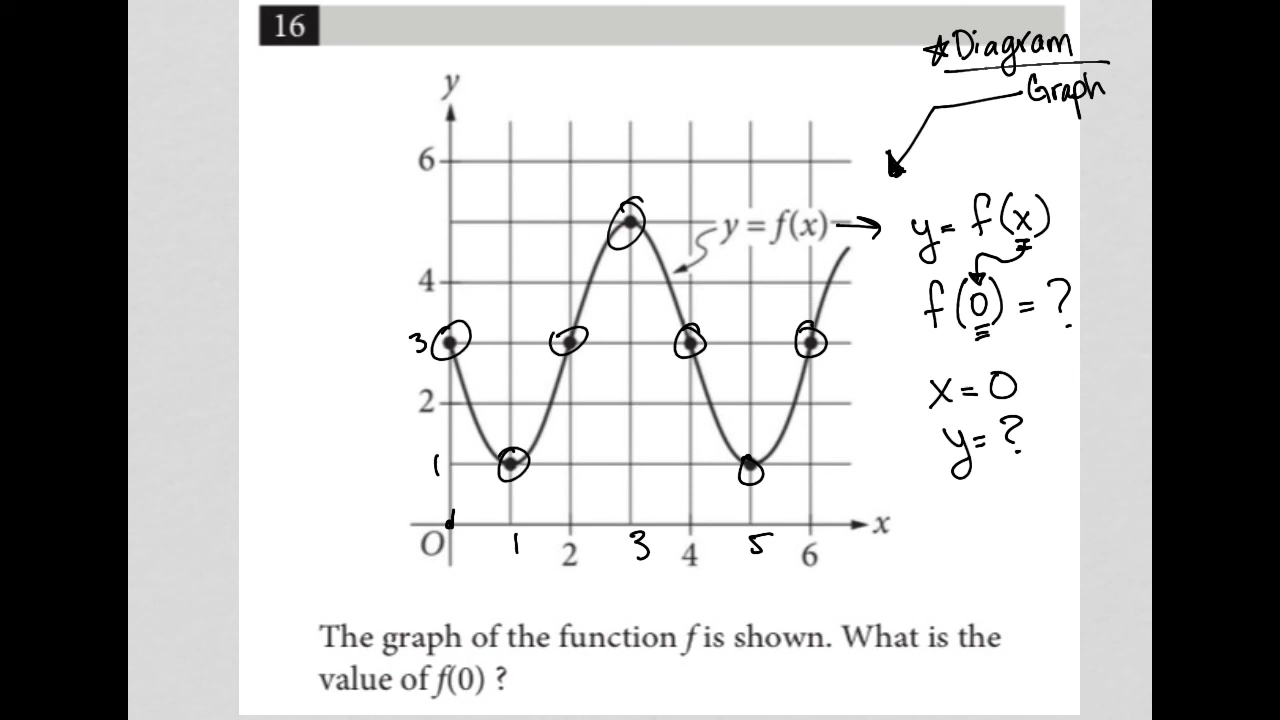 16
☆Diagram
Graph
y
6
4
3
2
1
O
1
2
3
4
5
6
x
y = f(x)
y = f(x)
f(0) = ?
x = 0
y = ?
The graph of the function f is shown. What is the
value of f(0) ?